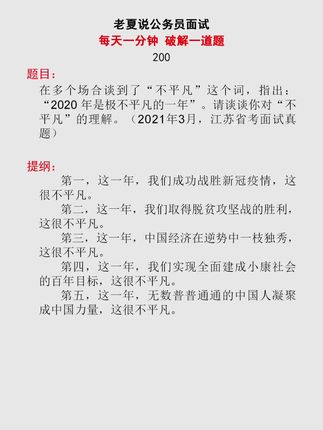 老夏说公务员面试
每天一分钟 破解一道题
200
题目：
在多个场合谈到了“不平凡”这个词，指出：
“2020 年是极不平凡的一年”。请谈谈你对“不
平凡”的理解。（2021年3月，江苏省考面试真
题）
提纲：
第一，这一年，我们成功战胜新冠疫情，这
很不平凡。
第二，这一年，我们取得脱贫攻坚战的胜利，
这很不平凡。
第三，这一年，中国经济在逆势中一枝独秀，
这很不平凡。
第四，这一年，我们实现全面建成小康社会
的百年目标，这很不平凡。
第五，这一年，无数普普通通的中国人凝聚
成中国力量，这很不平凡。